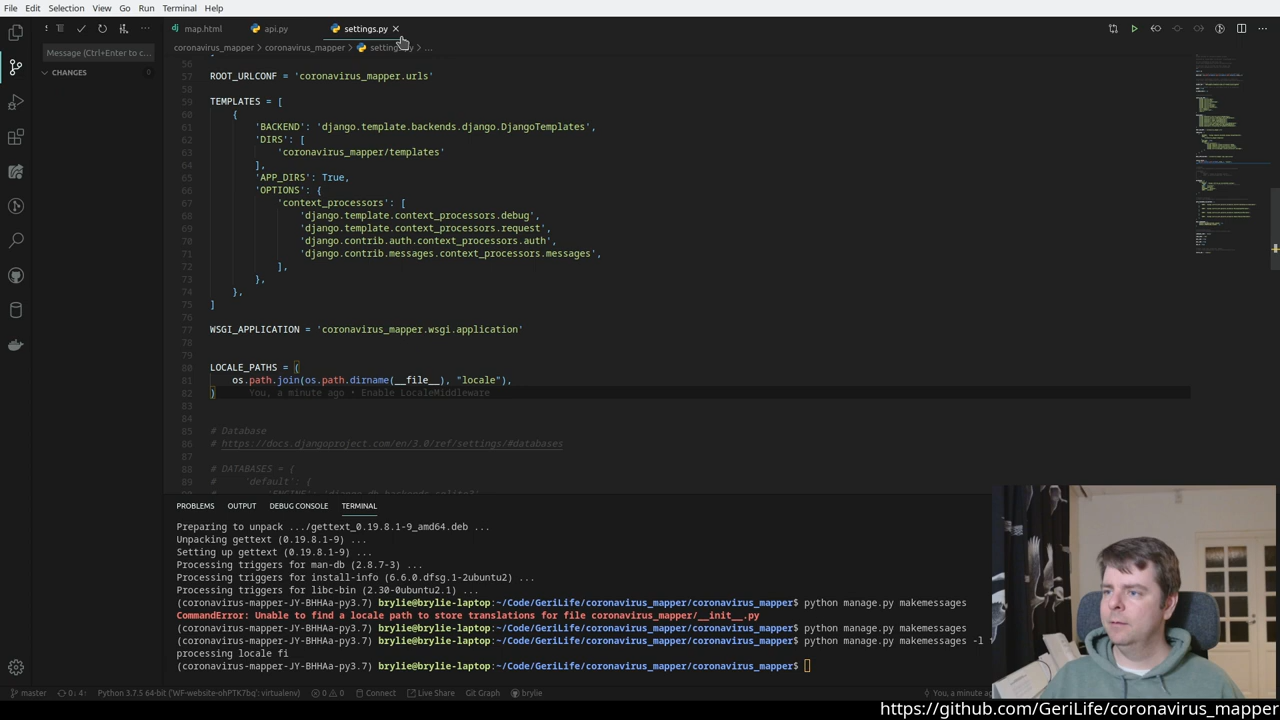 File Edit Selection View Go Run Terminal Help
map.html api.py settings.py
Message (Ctrl+Enter to c
coronavirus_mapper > coronavirus_mapper > settings.py > ...
CHANGES 0
56
57 ROOT_URLCONF = 'coronavirus_mapper.urls'
58
59 TEMPLATES = [
60 {
61 'BACKEND': 'django.template.backends.django.DjangoTemplates',
62 'DIRS': [
63 'coronavirus_mapper/templates'
64 ],
65 'APP_DIRS': True,
66 'OPTIONS': {
67 'context_processors': [
68 'django.template.context_processors.debug',
69 'django.template.context_processors.request',
70 'django.contrib.auth.context_processors.auth',
71 'django.contrib.messages.context_processors.messages',
72 ],
73 },
74 },
75 ]
76
77 WSGI_APPLICATION = 'coronavirus_mapper.wsgi.application'
78
79
80 LOCALE_PATHS = (
81 os.path.join(os.path.dirname(__file__), "locale"),
82 ) You, a minute ago • Enable LocaleMiddleware
83
84
85 # Database
86 # https://docs.djangoproject.com/en/3.0/ref/settings/#databases
87
88 # DATABASES = {
89 # 'default': {
PROBLEMS OUTPUT DEBUG CONSOLE TERMINAL
Preparing to unpack .../gettext_0.19.8.1-9_amd64.deb ...
Unpacking gettext (0.19.8.1-9) ...
Setting up gettext (0.19.8.1-9) ...
Processing triggers for man-db (2.8.7-3) ...
Processing triggers for install-info (6.6.0.dfsg.1-2ubuntu2) ...
Processing triggers for libc-bin (2.30-0ubuntu2.1) ...
(coronavirus-mapper-JY-BHHAa-py3.7) brylie@brylie-laptop:~/Code/GeriLife/coronavirus_mapper/coronavirus_mapper$ python manage.py makemessages
CommandError: Unable to find a locale path to store translations for file coronavirus_mapper/__init__.py
(coronavirus-mapper-JY-BHHAa-py3.7) brylie@brylie-laptop:~/Code/GeriLife/coronavirus_mapper/coronavirus_mapper$ python manage.py makemessages
(coronavirus-mapper-JY-BHHAa-py3.7) brylie@brylie-laptop:~/Code/GeriLife/coronavirus_mapper/coronavirus_mapper$ python manage.py makemessages -l
processing locale fi
(coronavirus-mapper-JY-BHHAa-py3.7) brylie@brylie-laptop:~/Code/GeriLife/coronavirus_mapper/coronavirus_mapper$
master 0↓ 4↑ Python 3.7.5 64-bit ('WF-website-ohPTK7bq': virtualenv) 0 0 Connect Live Share Git Graph brylie You, a minute ago
https://github.com/GeriLife/coronavirus_mapper